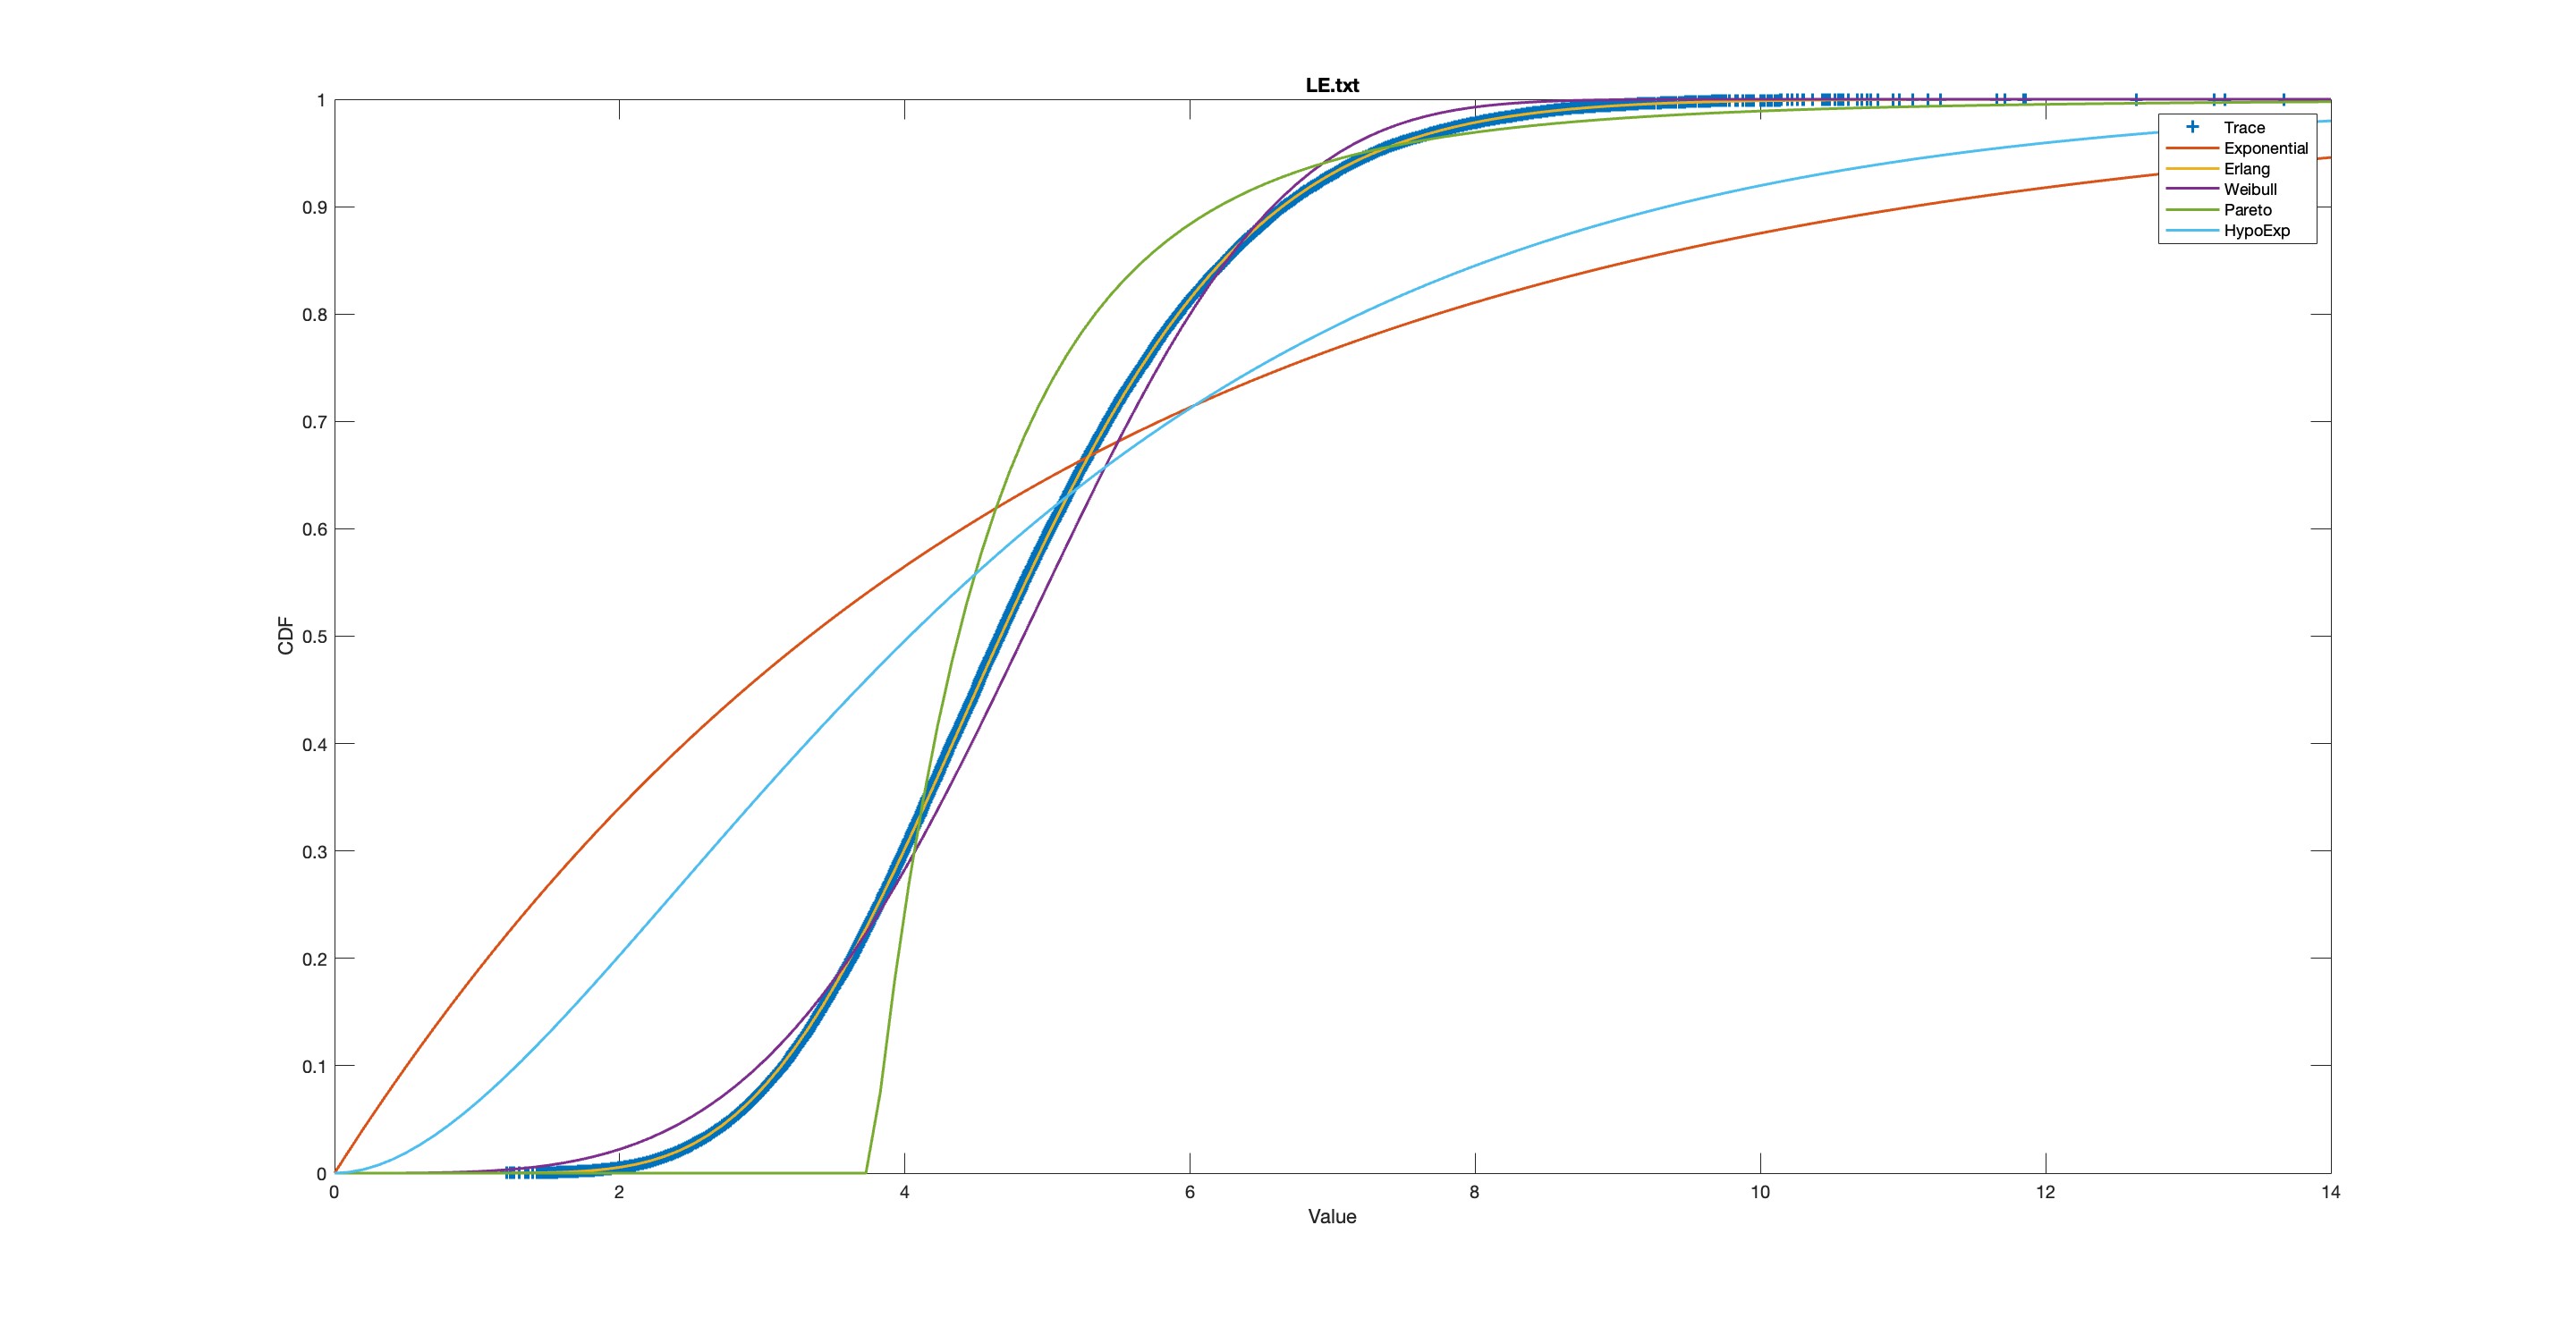 LE.txt
1
0.9
0.8
0.7
0.6
0.5
0.4
0.3
0.2
0.1
0
CDF
Trace
Exponential
Erlang
Weibull
Pareto
HypoExp
0 2 4 6 8 10 12 14
Value